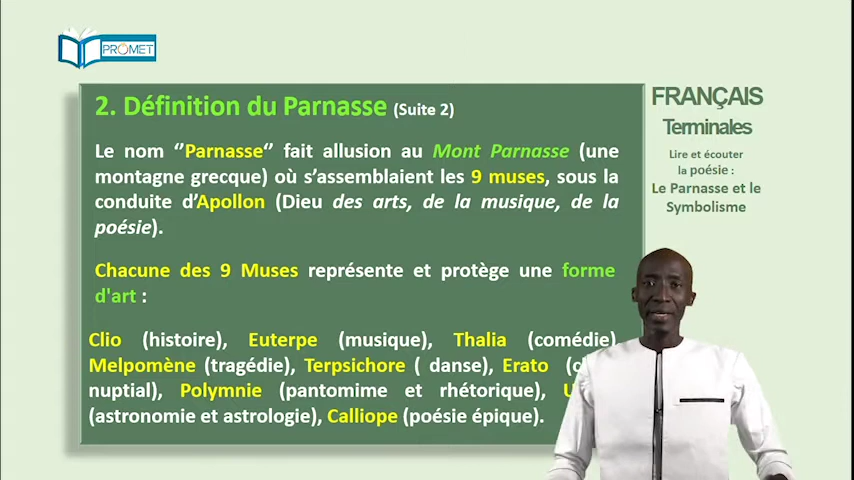 PROMET
2. Définition du Parnasse (Suite 2)
Le nom ‘’Parnasse‘’ fait allusion au Mont Parnasse (une
montagne grecque) où s’assemblaient les 9 muses, sous la
conduite d’Apollon (Dieu des arts, de la musique, de la
poésie).
Chacune des 9 Muses représente et protège une forme
d'art :
Clio (histoire), Euterpe (musique), Thalia (comédie),
Melpomène (tragédie), Terpsichore ( danse), Erato
nuptial), Polymnie (pantomime et rhétorique),
(astronomie et astrologie), Calliope (poésie épique).
FRANÇAIS
Terminales
Lire et écouter
la poésie :
Le Parnasse et le
Symbolisme